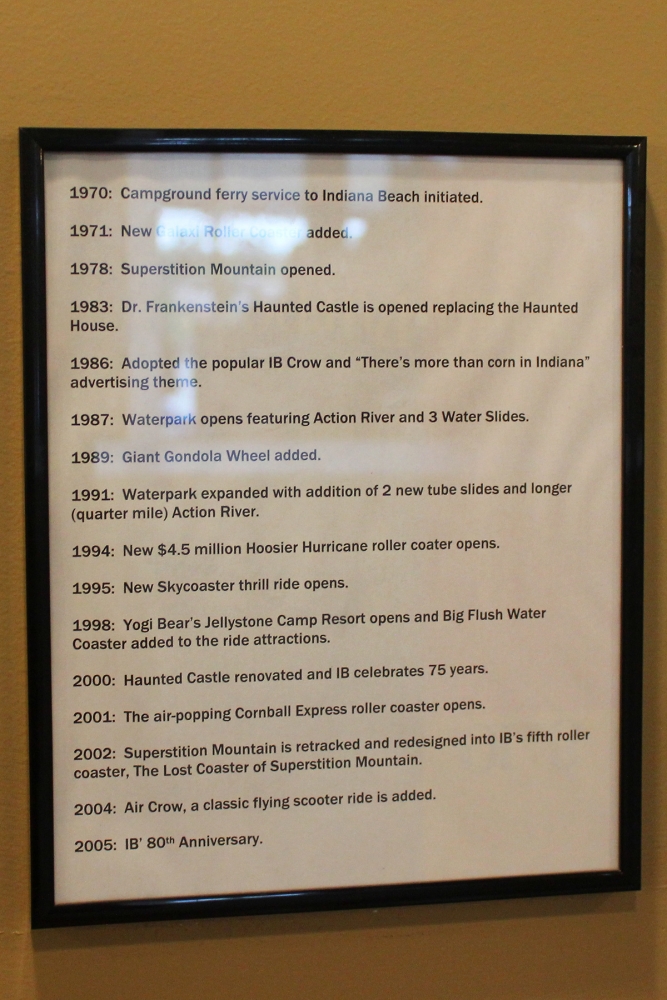 1970: Campground ferry service to Indiana Beach initiated.
1971: New Galaxi Roller Coaster added.
1978: Superstition Mountain opened.
1983: Dr. Frankenstein's Haunted Castle is opened replacing the Haunted
House.
1986: Adopted the popular IB Crow and “There's more than corn in Indiana”
advertising theme.
1987: Waterpark opens featuring Action River and 3 Water Slides.
1989: Giant Gondola Wheel added.
1991: Waterpark expanded with addition of 2 new tube slides and longer
(quarter mile) Action River.
1994: New $4.5 million Hoosier Hurricane roller coater opens.
1995: New Skycoaster thrill ride opens.
1998: Yogi Bear's Jellystone Camp Resort opens and Big Flush Water
Coaster added to the ride attractions.
2000: Haunted Castle renovated and IB celebrates 75 years.
2001: The air-popping Cornball Express roller coaster opens.
2002: Superstition Mountain is retracked and redesigned into IB's fifth roller
coaster, The Lost Coaster of Superstition Mountain.
2004: Air Crow, a classic flying scooter ride is added.
2005: IB' 80th Anniversary.